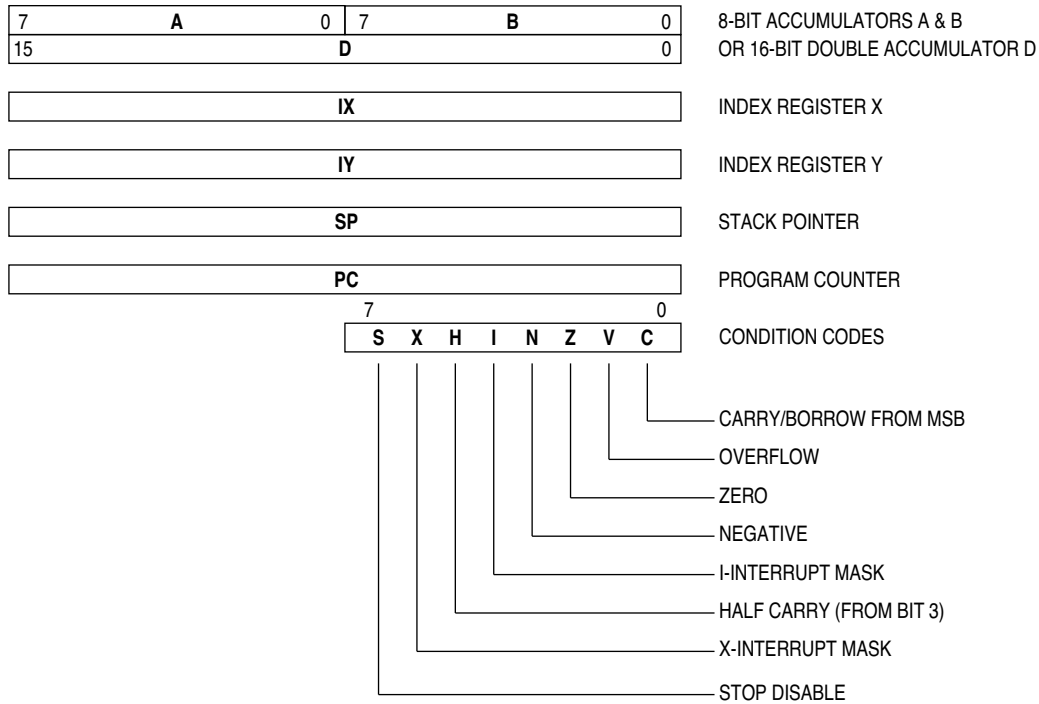 7 A 0 7 B 0 8-BIT ACCUMULATORS A & B
15 D 0 OR 16-BIT DOUBLE ACCUMULATOR D
IX INDEX REGISTER X
IY INDEX REGISTER Y
SP STACK POINTER
PC PROGRAM COUNTER
7 0
S X H I N Z V C CONDITION CODES
CARRY/BORROW FROM MSB
OVERFLOW
ZERO
NEGATIVE
I-INTERRUPT MASK
HALF CARRY (FROM BIT 3)
X-INTERRUPT MASK
STOP DISABLE